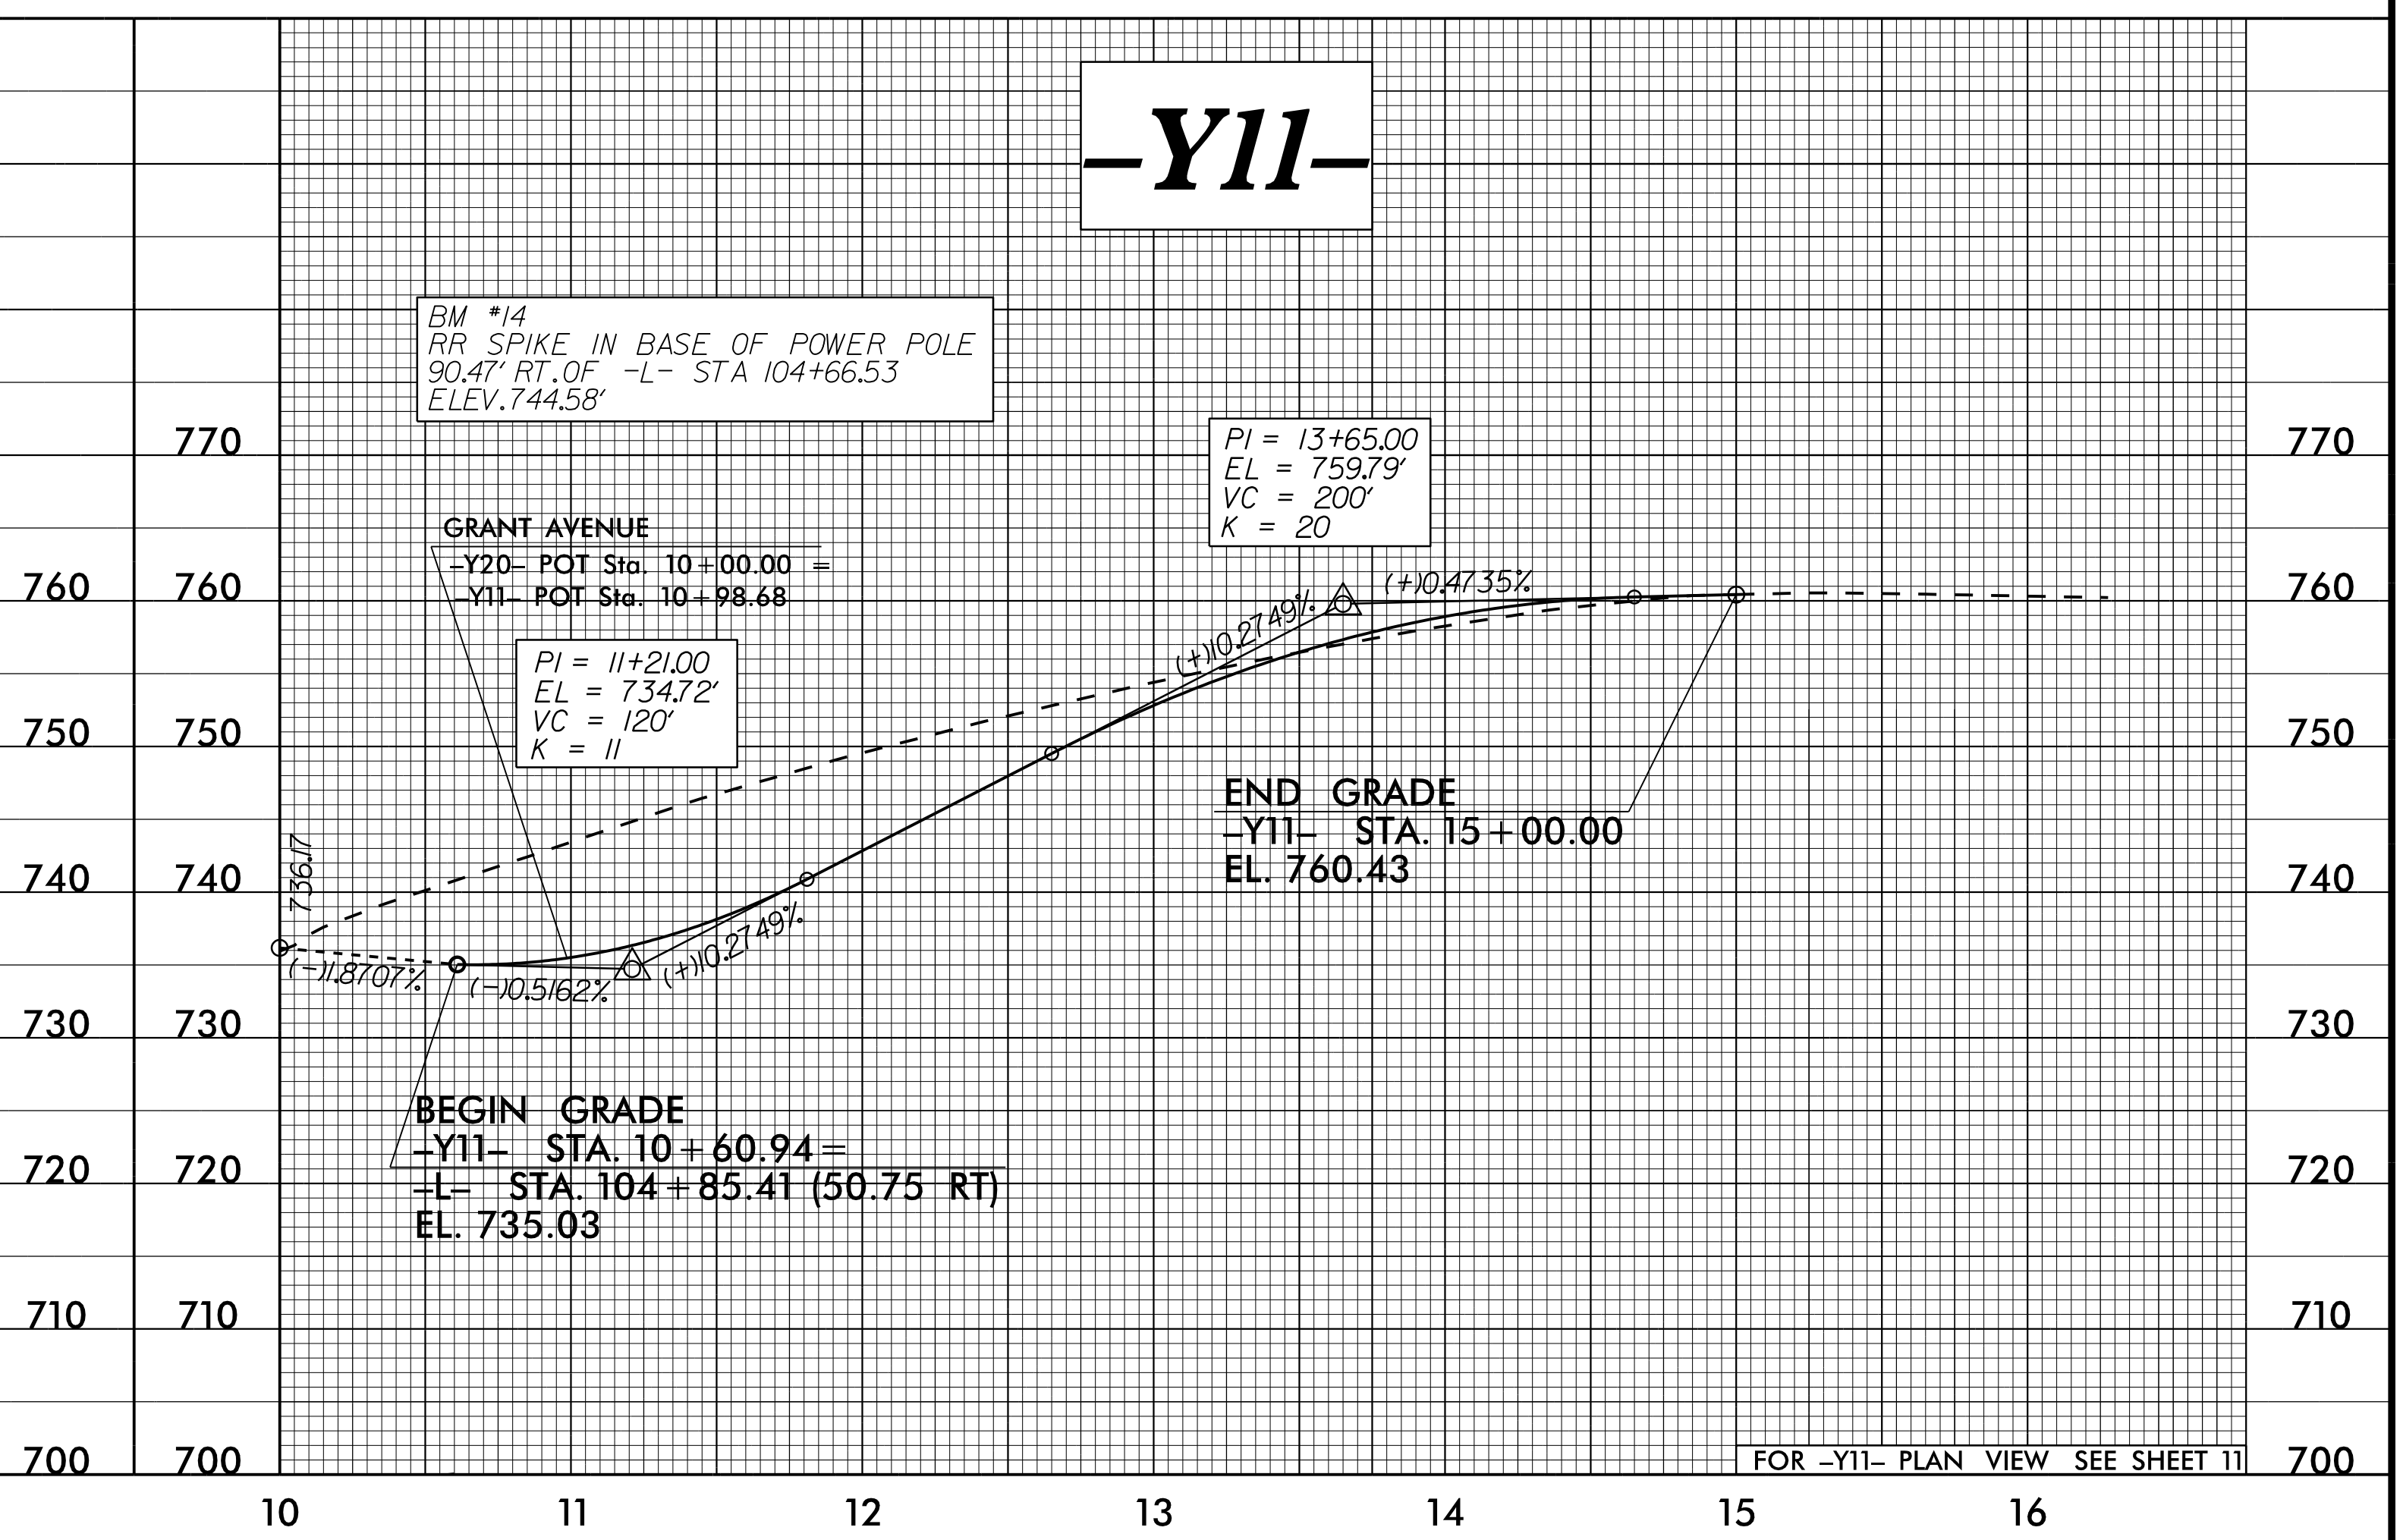 –Y11–
BM #14
RR SPIKE IN BASE OF POWER POLE
90.47' RT. OF -L- STA 104+66.53
ELEV. 744.58'
770 770
PI = 13+65.00
EL = 759.79'
VC = 200'
K = 20
GRANT AVENUE
–Y20– POT Sta. 10+00.00 =
–Y11– POT Sta. 10+98.68
760 760 760
(+)10.2749% (+)0.4735%
PI = 11+21.00
EL = 734.72'
VC = 120'
K = 11
750 750 750
END GRADE
–Y11– STA. 15+00.00
EL. 760.43
740 740 740
736.17
(-)1.8707% (-)0.5162% (+)10.2749%
730 730 730
BEGIN GRADE
–Y11– STA. 10+60.94=
–L– STA. 104+85.41 (50.75 RT)
EL. 735.03
720 720 720
710 710 710
700 700 700
FOR –Y11– PLAN VIEW SEE SHEET 11
10 11 12 13 14 15 16